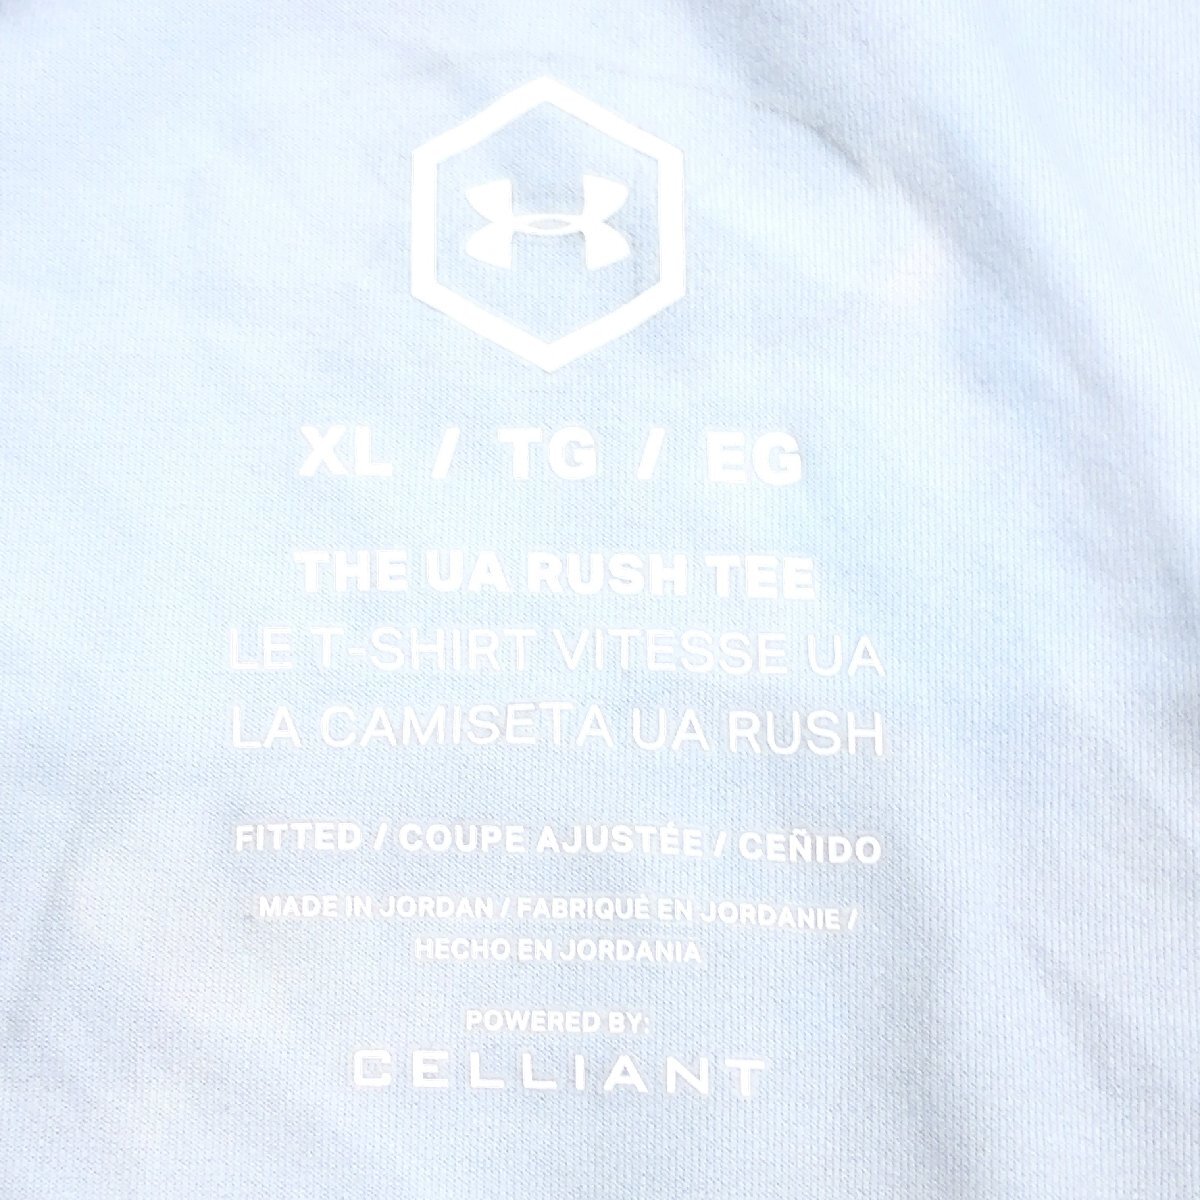 XL / TG / EG
THE UA RUSH TEE
LE T-SHIRT VITESSE UA
LA CAMISETA UA RUSH
FITTED / COUPE AJUSTÉE / CEÑIDO
MADE IN JORDAN / FABRIQUÉ EN JORDANIE /
HECHO EN JORDANIA
POWERED BY:
CELLIANT